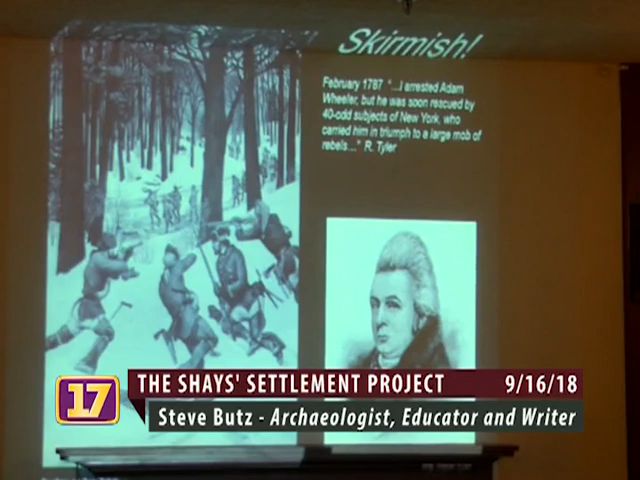 Skirmish!
February 1787 "...I arrested Adam
Wheeler, but he was soon rescued by
40-odd subjects of New York, who
carried him in triumph to a large mob of
rebels..." R. Tyler
17
THE SHAYS' SETTLEMENT PROJECT 9/16/18
Steve Butz - Archaeologist, Educator and Writer